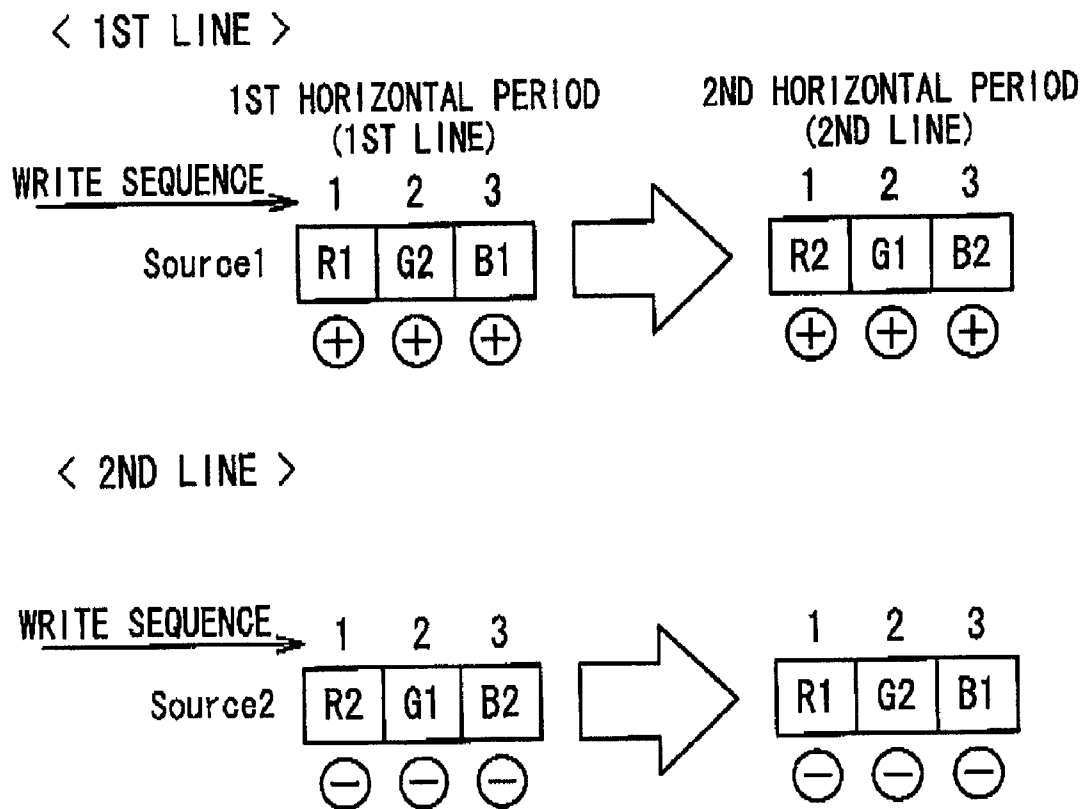 < 1ST LINE >
1ST HORIZONTAL PERIOD 2ND HORIZONTAL PERIOD
(1ST LINE) (2ND LINE)
WRITE SEQUENCE 1 2 3 1 2 3
Source1 R1 G2 B1 R2 G1 B2
+ + + + + +
< 2ND LINE >
WRITE SEQUENCE 1 2 3 1 2 3
Source2 R2 G1 B2 R1 G2 B1
− − − − − −